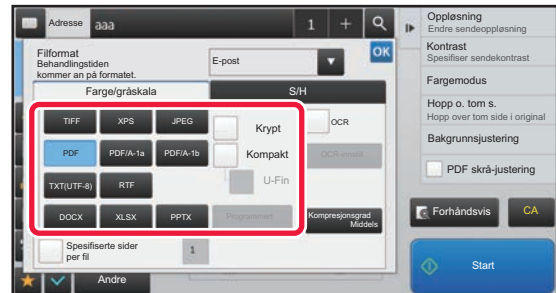 Adresse
aaa
1
Filformat
Behandlingstiden
kommer an på formatet.
E-post
OK
Farge/gråskala
S/H
TIFF
XPS
JPEG
Krypt
OCR
PDF
PDF/A-1a
PDF/A-1b
Kompakt
OCR-innstil.
TXT(UTF-8)
RTF
U-Fin
DOCX
XLSX
PPTX
Programmert
Kompresjonsgrad
Middels
Spesifiserte sider
per fil
1
Andre
Oppløsning
Endre sendeoppløsning
Kontrast
Spesifiser sendekontrast
Fargemodus
Hopp o. tom s.
Hopp over tom side i original
Bakgrunnsjustering
PDF skrå-justering
Forhåndsvis
CA
Start